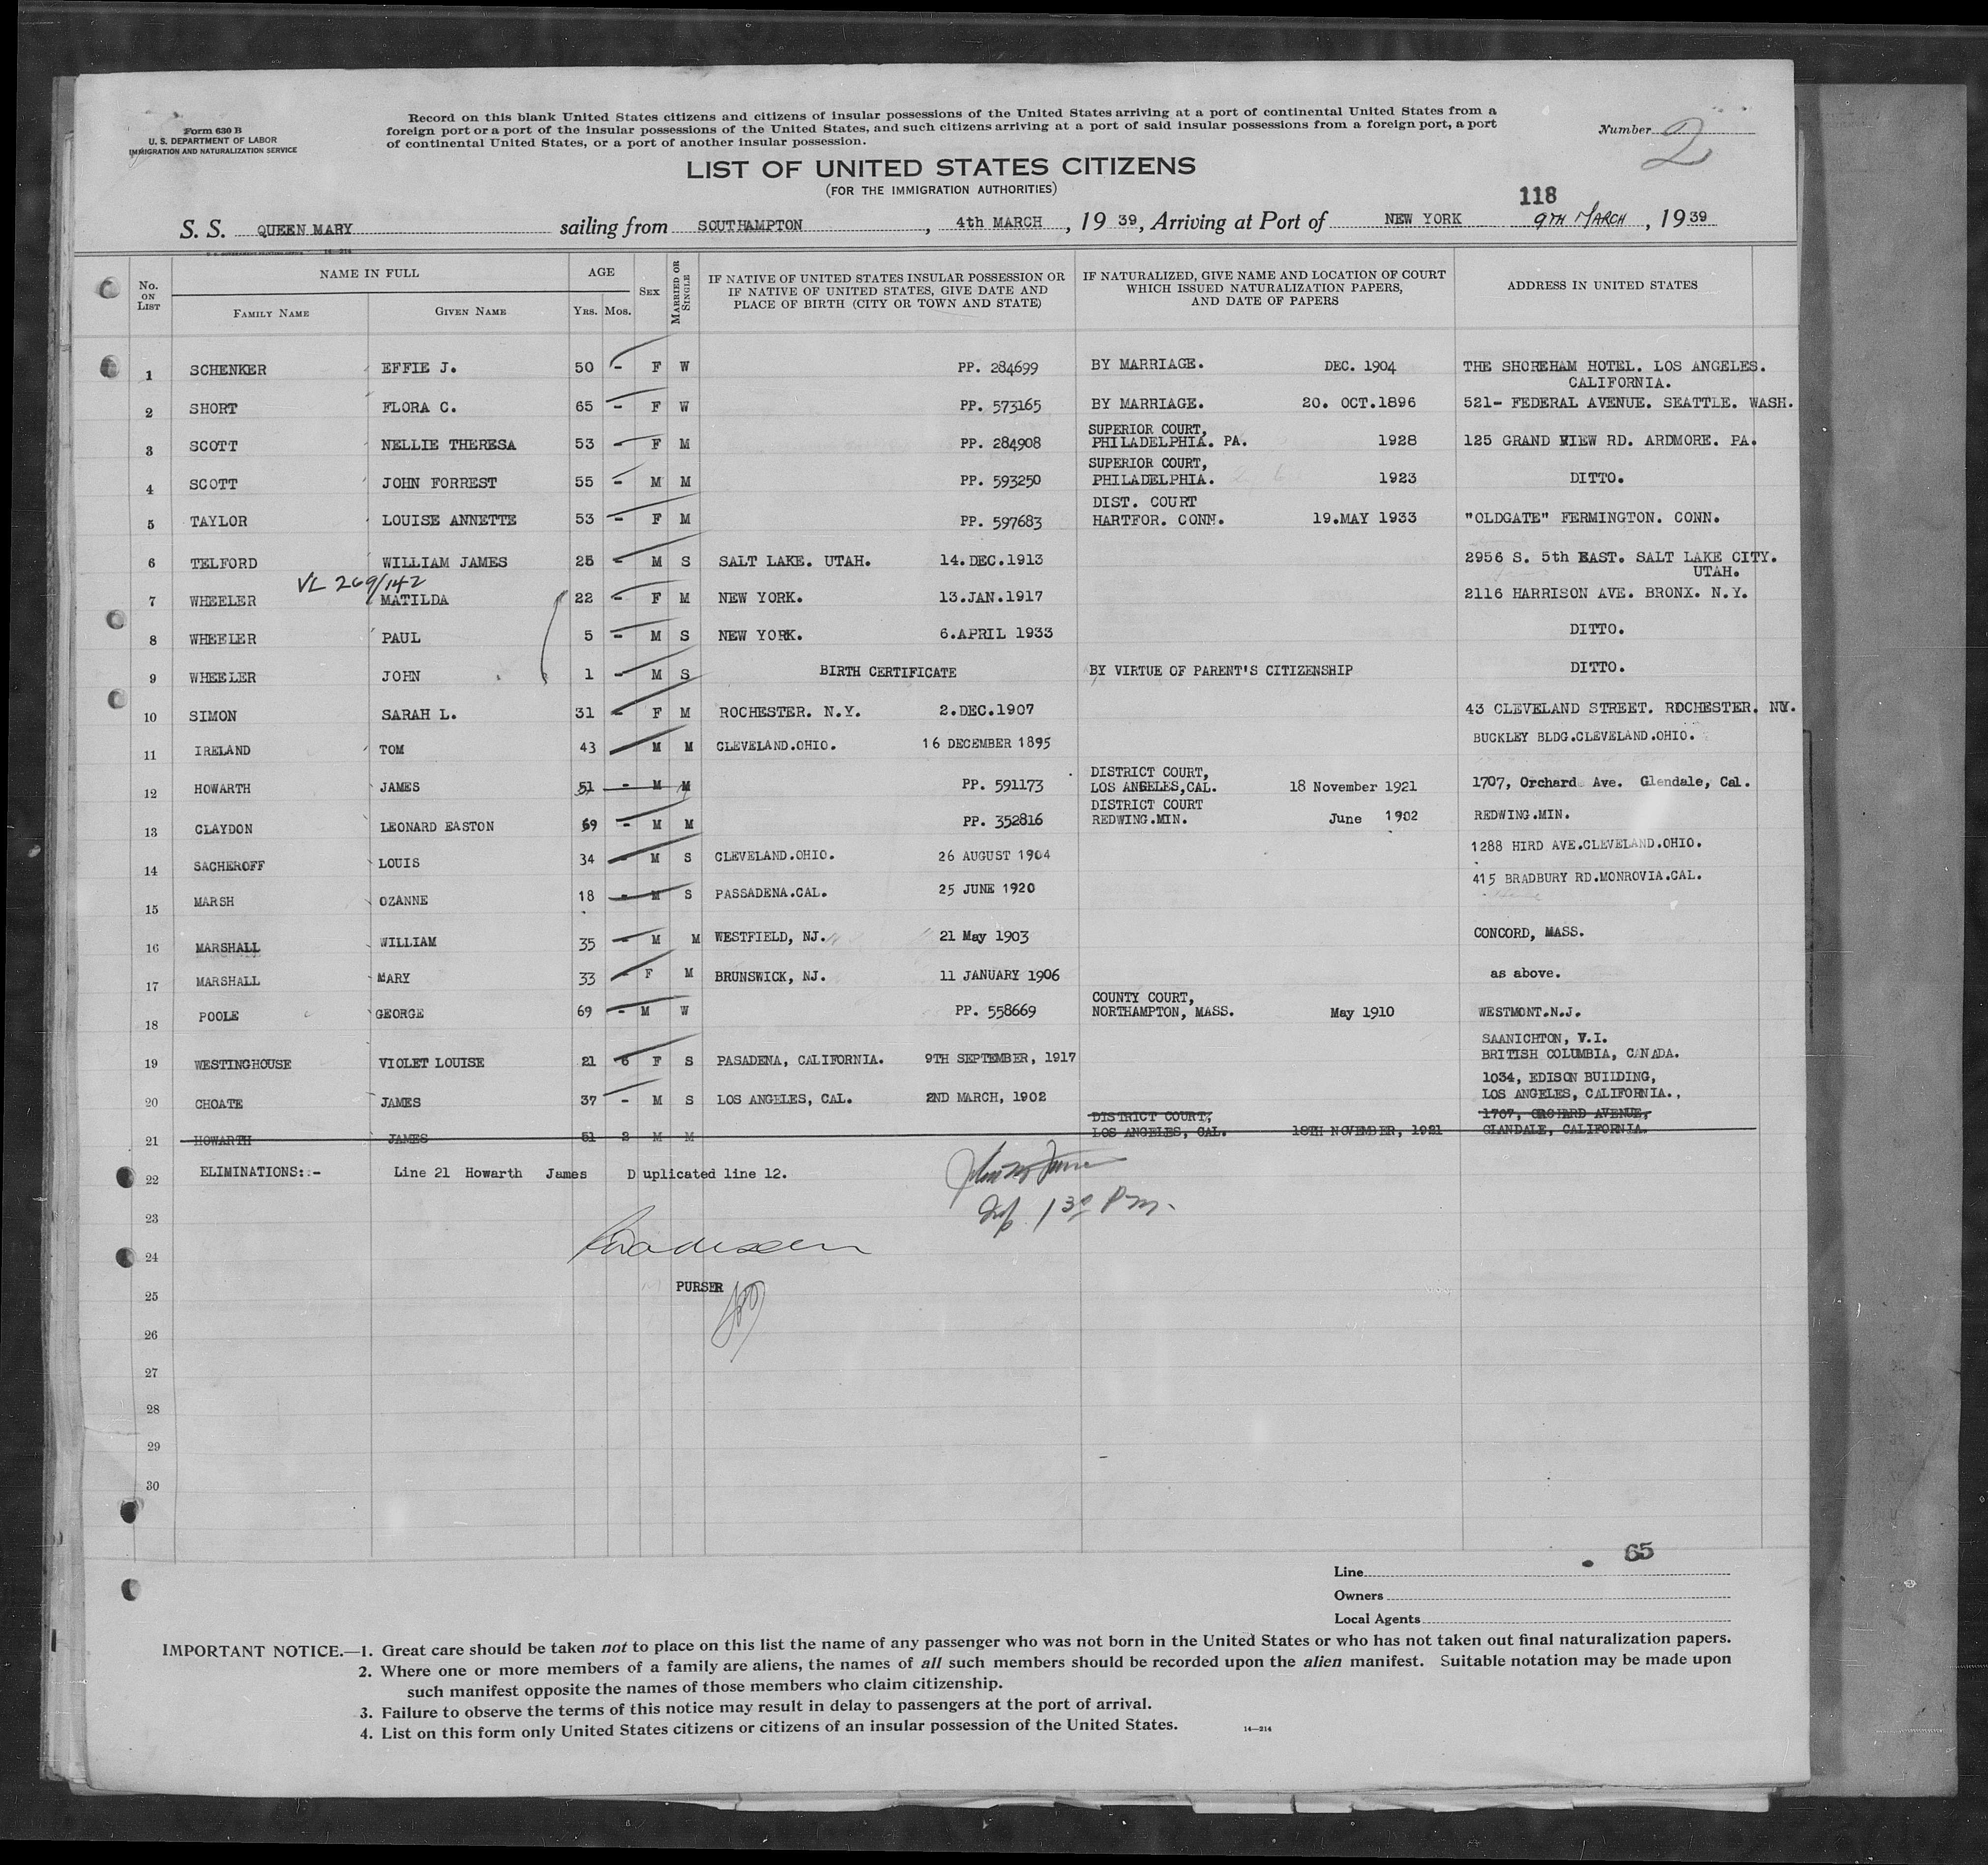 Form 630 B
U. S. DEPARTMENT OF LABOR
IMMIGRATION AND NATURALIZATION SERVICE
Record on this blank United States citizens and citizens of insular possessions of the United States arriving at a port of continental United States from a
foreign port or a port of the insular possessions of the United States, and such citizens arriving at a port of said insular possessions from a foreign port, a port
of continental United States, or a port of another insular possession.
Number 2
LIST OF UNITED STATES CITIZENS
(FOR THE IMMIGRATION AUTHORITIES)
118
S. S. QUEEN MARY sailing from SOUTHAMPTON, 4th MARCH, 1939, Arriving at Port of NEW YORK 9TH MARCH, 1939
U. S. GOVERNMENT PRINTING OFFICE 14—214
No. ON LIST
NAME IN FULL
FAMILY NAME GIVEN NAME
AGE
YRS. MOS.
SEX
MARRIED OR SINGLE
IF NATIVE OF UNITED STATES INSULAR POSSESSION OR
IF NATIVE OF UNITED STATES, GIVE DATE AND
PLACE OF BIRTH (CITY OR TOWN AND STATE)
IF NATURALIZED, GIVE NAME AND LOCATION OF COURT
WHICH ISSUED NATURALIZATION PAPERS,
AND DATE OF PAPERS
ADDRESS IN UNITED STATES
1 SCHENKER EFFIE J. 50 - F W PP. 284699 BY MARRIAGE. DEC. 1904 THE SHOREHAM HOTEL. LOS ANGELES.
CALIFORNIA.
2 SHORT FLORA C. 65 - F W PP. 573165 BY MARRIAGE. 20. OCT.1896 521- FEDERAL AVENUE. SEATTLE. WASH.
SUPERIOR COURT,
3 SCOTT NELLIE THERESA 53 - F M PP. 284908 PHILADELPHIA. PA. 1928 125 GRAND VIEW RD. ARDMORE. PA.
SUPERIOR COURT,
4 SCOTT JOHN FORREST 55 - M M PP. 593250 PHILADELPHIA. 1923 DITTO.
DIST. COURT
5 TAYLOR LOUISE ANNETTE 53 - F M PP. 597683 HARTFOR. CONN. 19.MAY 1933 "OLDGATE" FERMINGTON. CONN.
6 TELFORD WILLIAM JAMES 25 - M S SALT LAKE. UTAH. 14.DEC.1913 2956 S. 5th EAST. SALT LAKE CITY.
UTAH.
VL 269/142
7 WHEELER MATILDA 22 - F M NEW YORK. 13.JAN.1917 2116 HARRISON AVE. BRONX. N.Y.
8 WHEELER PAUL 5 - M S NEW YORK. 6.APRIL 1933 DITTO.
9 WHEELER JOHN 1 - M S BIRTH CERTIFICATE BY VIRTUE OF PARENT'S CITIZENSHIP DITTO.
10 SIMON SARAH L. 31 - F M ROCHESTER. N.Y. 2.DEC.1907 43 CLEVELAND STREET. ROCHESTER. NY.
11 IRELAND TOM 43 M M CLEVELAND.OHIO. 16 DECEMBER 1895 BUCKLEY BLDG.CLEVELAND.OHIO.
DISTRICT COURT,
12 HOWARTH JAMES 51 - M M PP. 591173 LOS ANGELES,CAL. 18 November 1921 1707, Orchard Ave. Glendale, Cal.
DISTRICT COURT
13 CLAYDON LEONARD EASTON 69 - M M PP. 352816 REDWING.MIN. June 1902 REDWING.MIN.
14 SACHEROFF LOUIS 34 - M S CLEVELAND.OHIO. 26 AUGUST 1904 1288 HIRD AVE.CLEVELAND.OHIO.
15 MARSH OZANNE 18 - M S PASSADENA.CAL. 25 JUNE 1920 415 BRADBURY RD.MONROVIA.CAL.
16 MARSHALL WILLIAM 35 - M M WESTFIELD, NJ. 21 May 1903 CONCORD, MASS.
17 MARSHALL MARY 33 - F M BRUNSWICK, NJ. 11 JANUARY 1906 as above.
COUNTY COURT,
18 POOLE GEORGE 69 - M W PP. 558669 NORTHAMPTON, MASS. May 1910 WESTMONT.N.J.
SAANICHTON, V.I.
19 WESTINGHOUSE VIOLET LOUISE 21 6 F S PASADENA, CALIFORNIA. 9TH SEPTEMBER, 1917 BRITISH COLUMBIA, CANADA.
1034, EDISON BUILDING,
20 CHOATE JAMES 37 - M S LOS ANGELES, CAL. 2ND MARCH, 1902 LOS ANGELES, CALIFORNIA.,
DISTRICT COURT, 1707, ORCHARD AVENUE,
21 HOWARTH JAMES 51 2 M M LOS ANGELES, CAL. 18TH NOVEMBER, 1921 GLANDALE, CALIFORNIA.
22 ELIMINATIONS:- Line 21 Howarth James D uplicated line 12.
23
1 30 Pm.
24
25 PURSER
26
27
28
29
30
65
Line
Owners
Local Agents
IMPORTANT NOTICE.—1. Great care should be taken not to place on this list the name of any passenger who was not born in the United States or who has not taken out final naturalization papers.
2. Where one or more members of a family are aliens, the names of all such members should be recorded upon the alien manifest. Suitable notation may be made upon
such manifest opposite the names of those members who claim citizenship.
3. Failure to observe the terms of this notice may result in delay to passengers at the port of arrival.
4. List on this form only United States citizens or citizens of an insular possession of the United States. 14—214